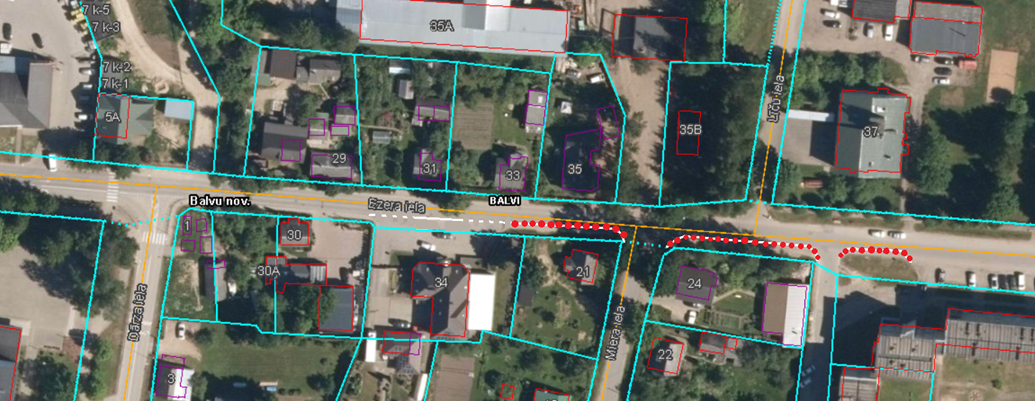 7 k-5
7 k-3
35A
7 k-2
7 k-1
5A
Liču iela
35B
37
29
31
33
35
Balvu nov.
BALVI
Ezera iela
1
30
30A
34
21
24
Dārza iela
Miera iela
22
3